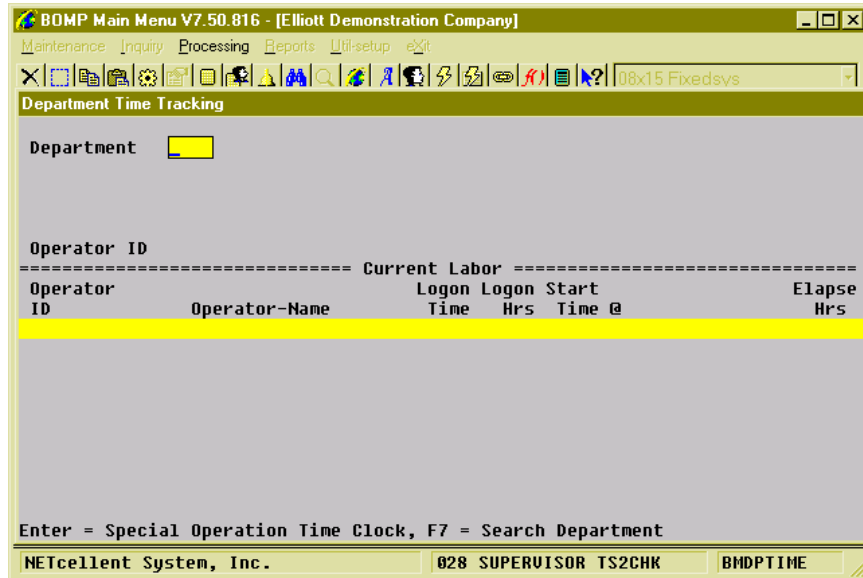 BOMP Main Menu V7.50.816 - [Elliott Demonstration Company]
Maintenance Inquiry Processing Reports Util-setup eXit
08x15 Fixedsys
Department Time Tracking
Department
Operator ID
=============================== Current Labor ================================
Operator Logon Logon Start Elapse
ID Operator-Name Time Hrs Time @ Hrs
Enter = Special Operation Time Clock, F7 = Search Department
NETcellent System, Inc. 028 SUPERVISOR TS2CHK BMDPTIME